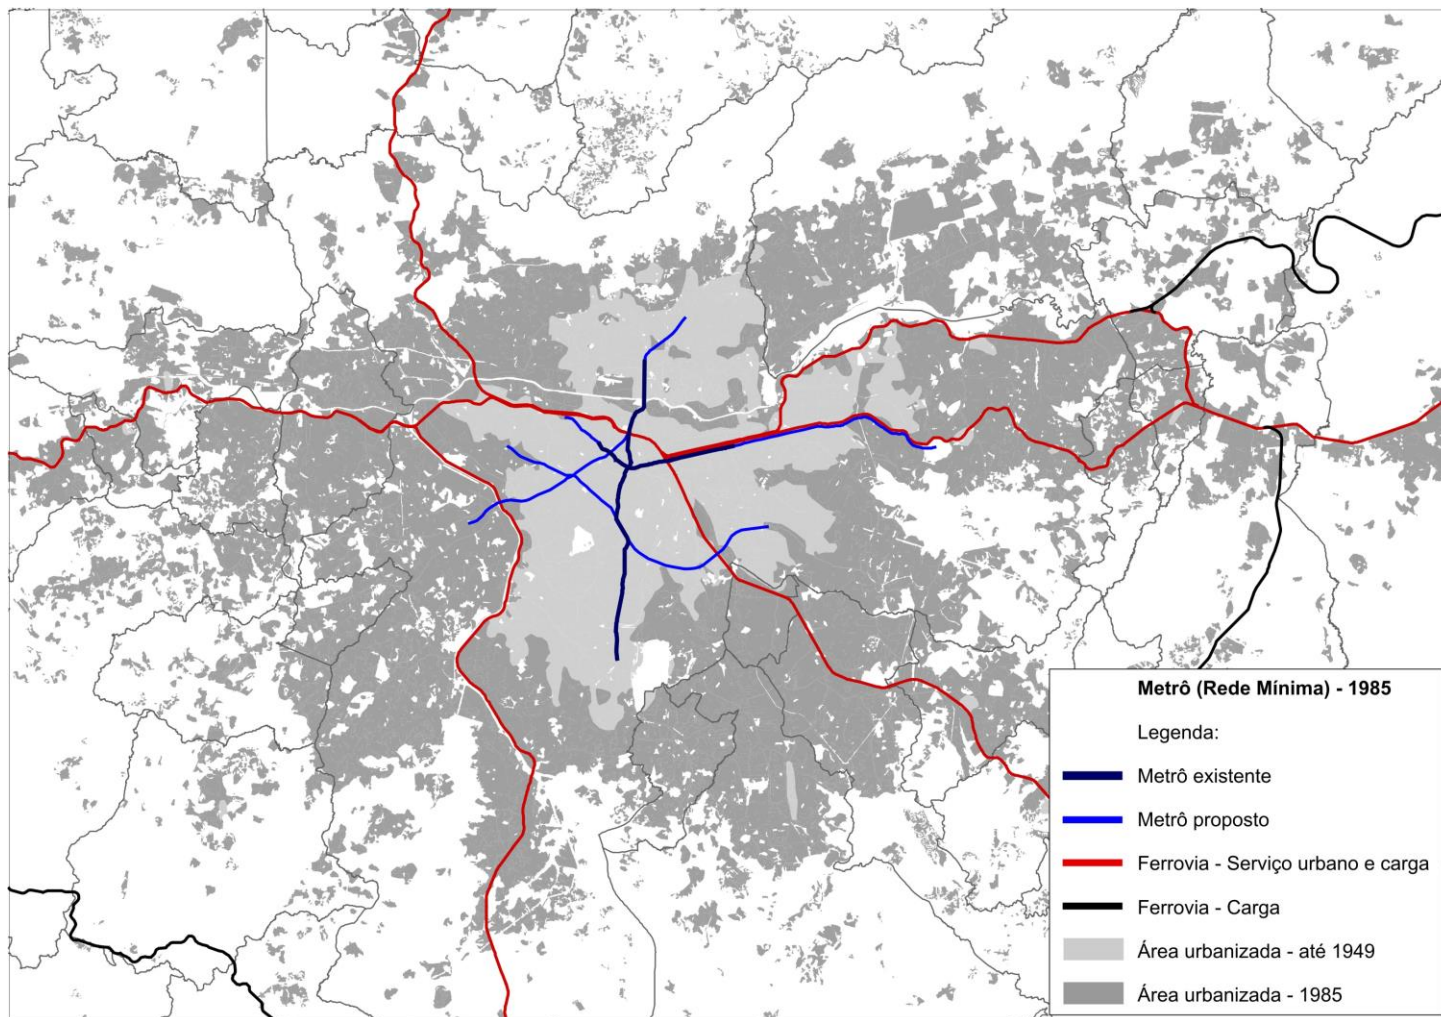 Metrô (Rede Mínima) - 1985
Legenda:
Metrô existente
Metrô proposto
Ferrovia - Serviço urbano e carga
Ferrovia - Carga
Área urbanizada - até 1949
Área urbanizada - 1985